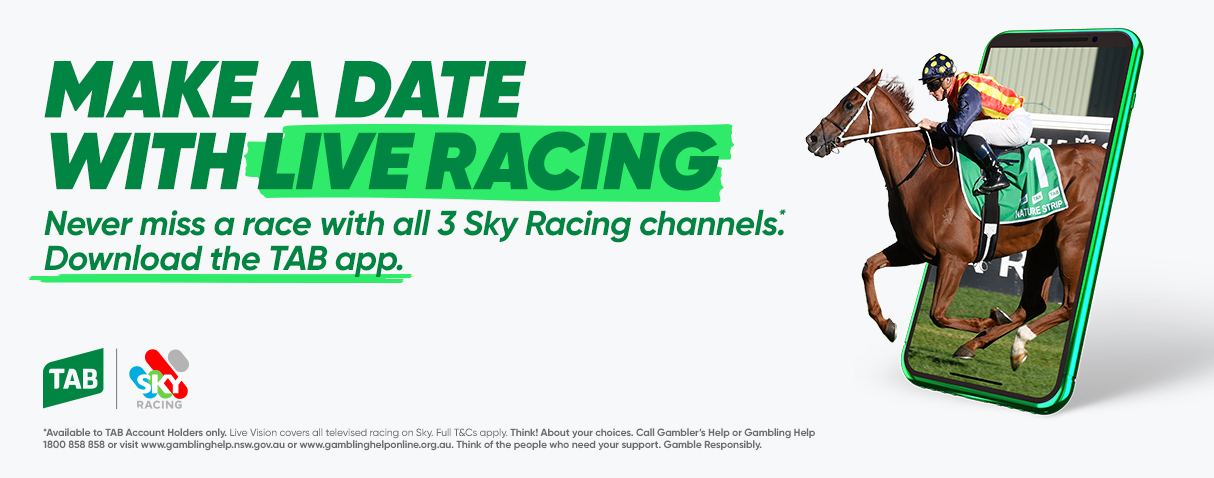 MAKE A DATE
WITH LIVE RACING
Never miss a race with all 3 Sky Racing channels.*
Download the TAB app.
1
TAB
TAB
NATURE STRIP
TAB
SKY
RACING
*Available to TAB Account Holders only. Live Vision covers all televised racing on Sky. Full T&Cs apply. Think! About your choices. Call Gambler's Help or Gambling Help
1800 858 858 or visit www.gamblinghelp.nsw.gov.au or www.gamblinghelponline.org.au. Think of the people who need your support. Gamble Responsibly.